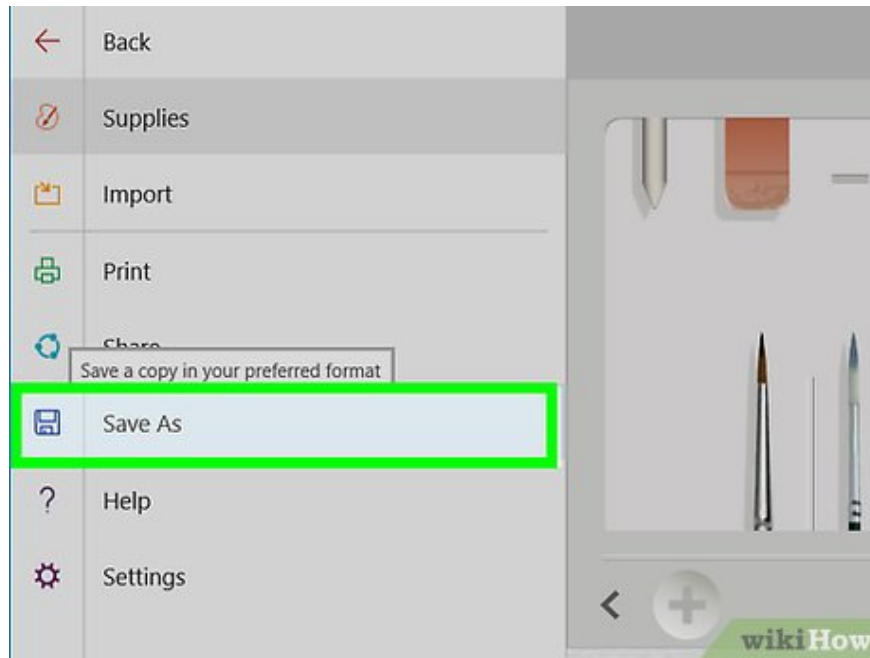 Back
Supplies
Import
Print
Share
Save a copy in your preferred format
Save As
?
Help
Settings
wikiHow